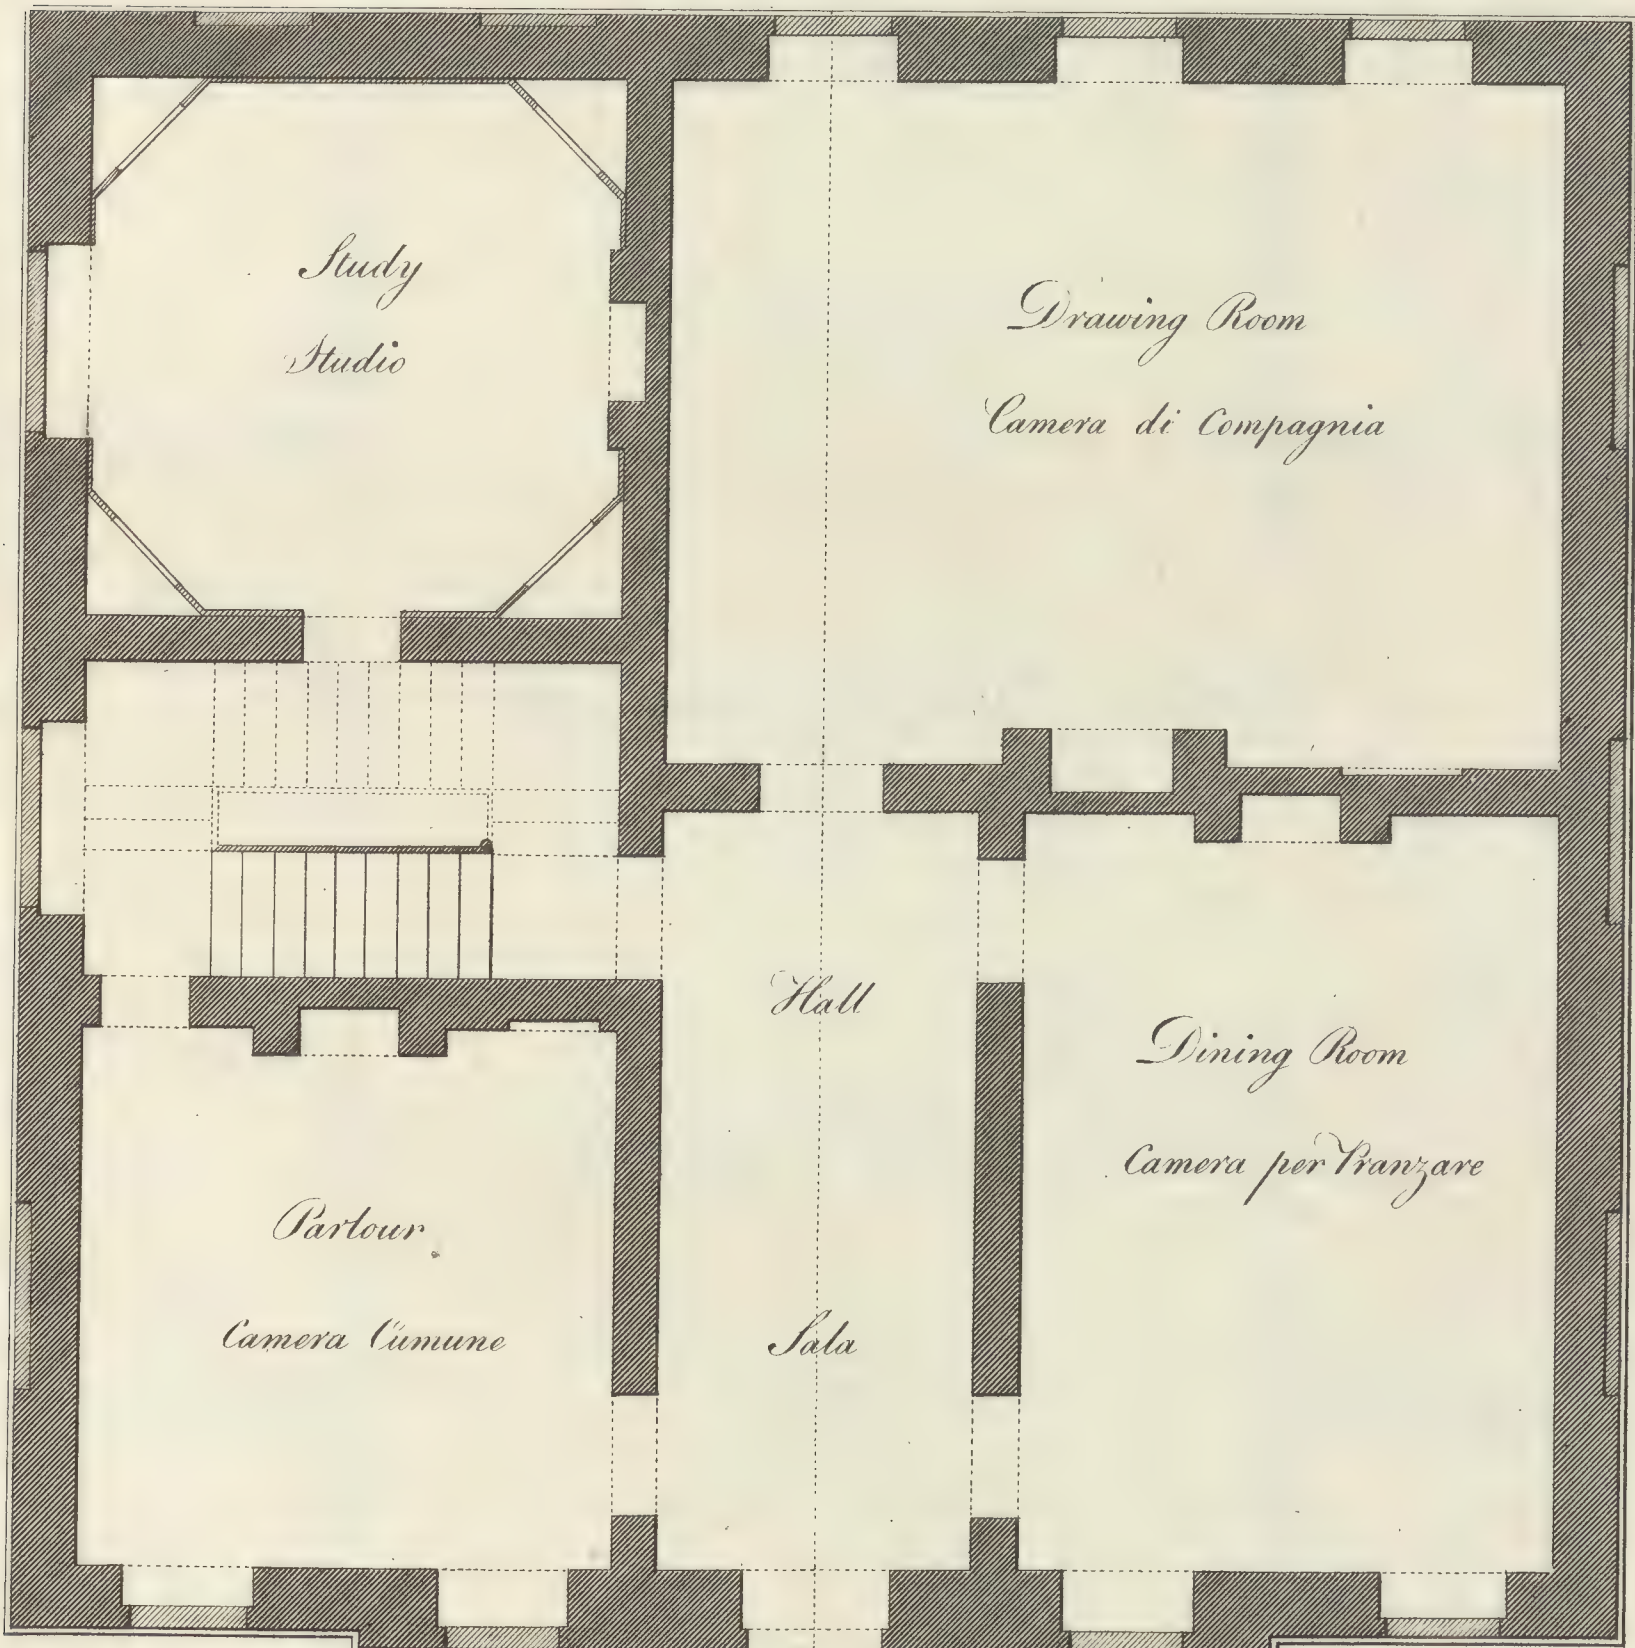 Study
Studio
Drawing Room
Camera di Compagnia
Hall
Sala
Dining Room
Camera per Pranzare
Parlour
Camera Cumune